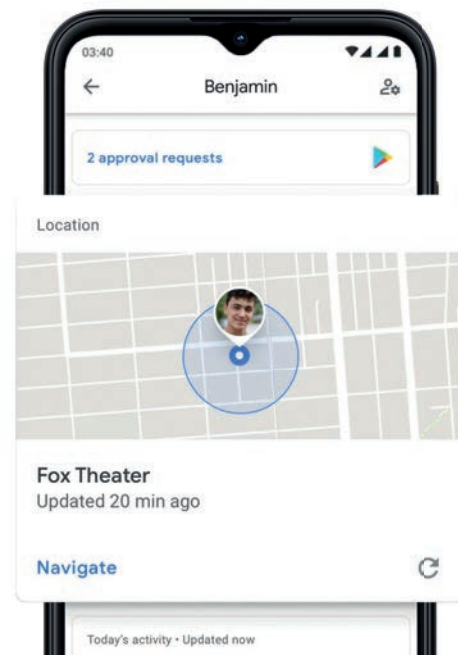 03:40
Benjamin
2 approval requests
Location
Fox Theater
Updated 20 min ago
Navigate
Today's activity • Updated now